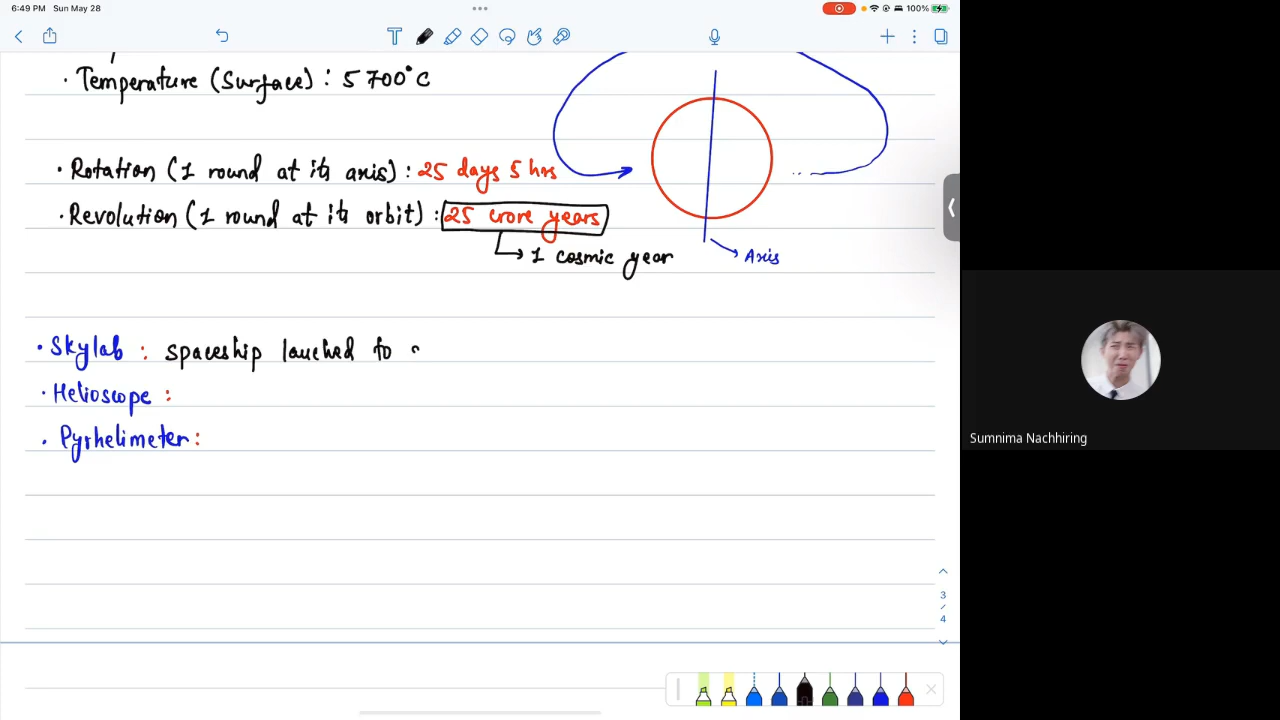 6:49 PM Sun May 28
100%
· Temperature (Surface) : 5700°C
· Rotation (1 round at its axis) : 25 days 5 hrs
· Revolution (1 round at its orbit) : 25 crore years
→ 1 cosmic year
→ Axis
· Skylab : spaceship lauched to
· Helioscope :
· Pyrhelimeter :
Sumnima Nachhiring
3
/
4